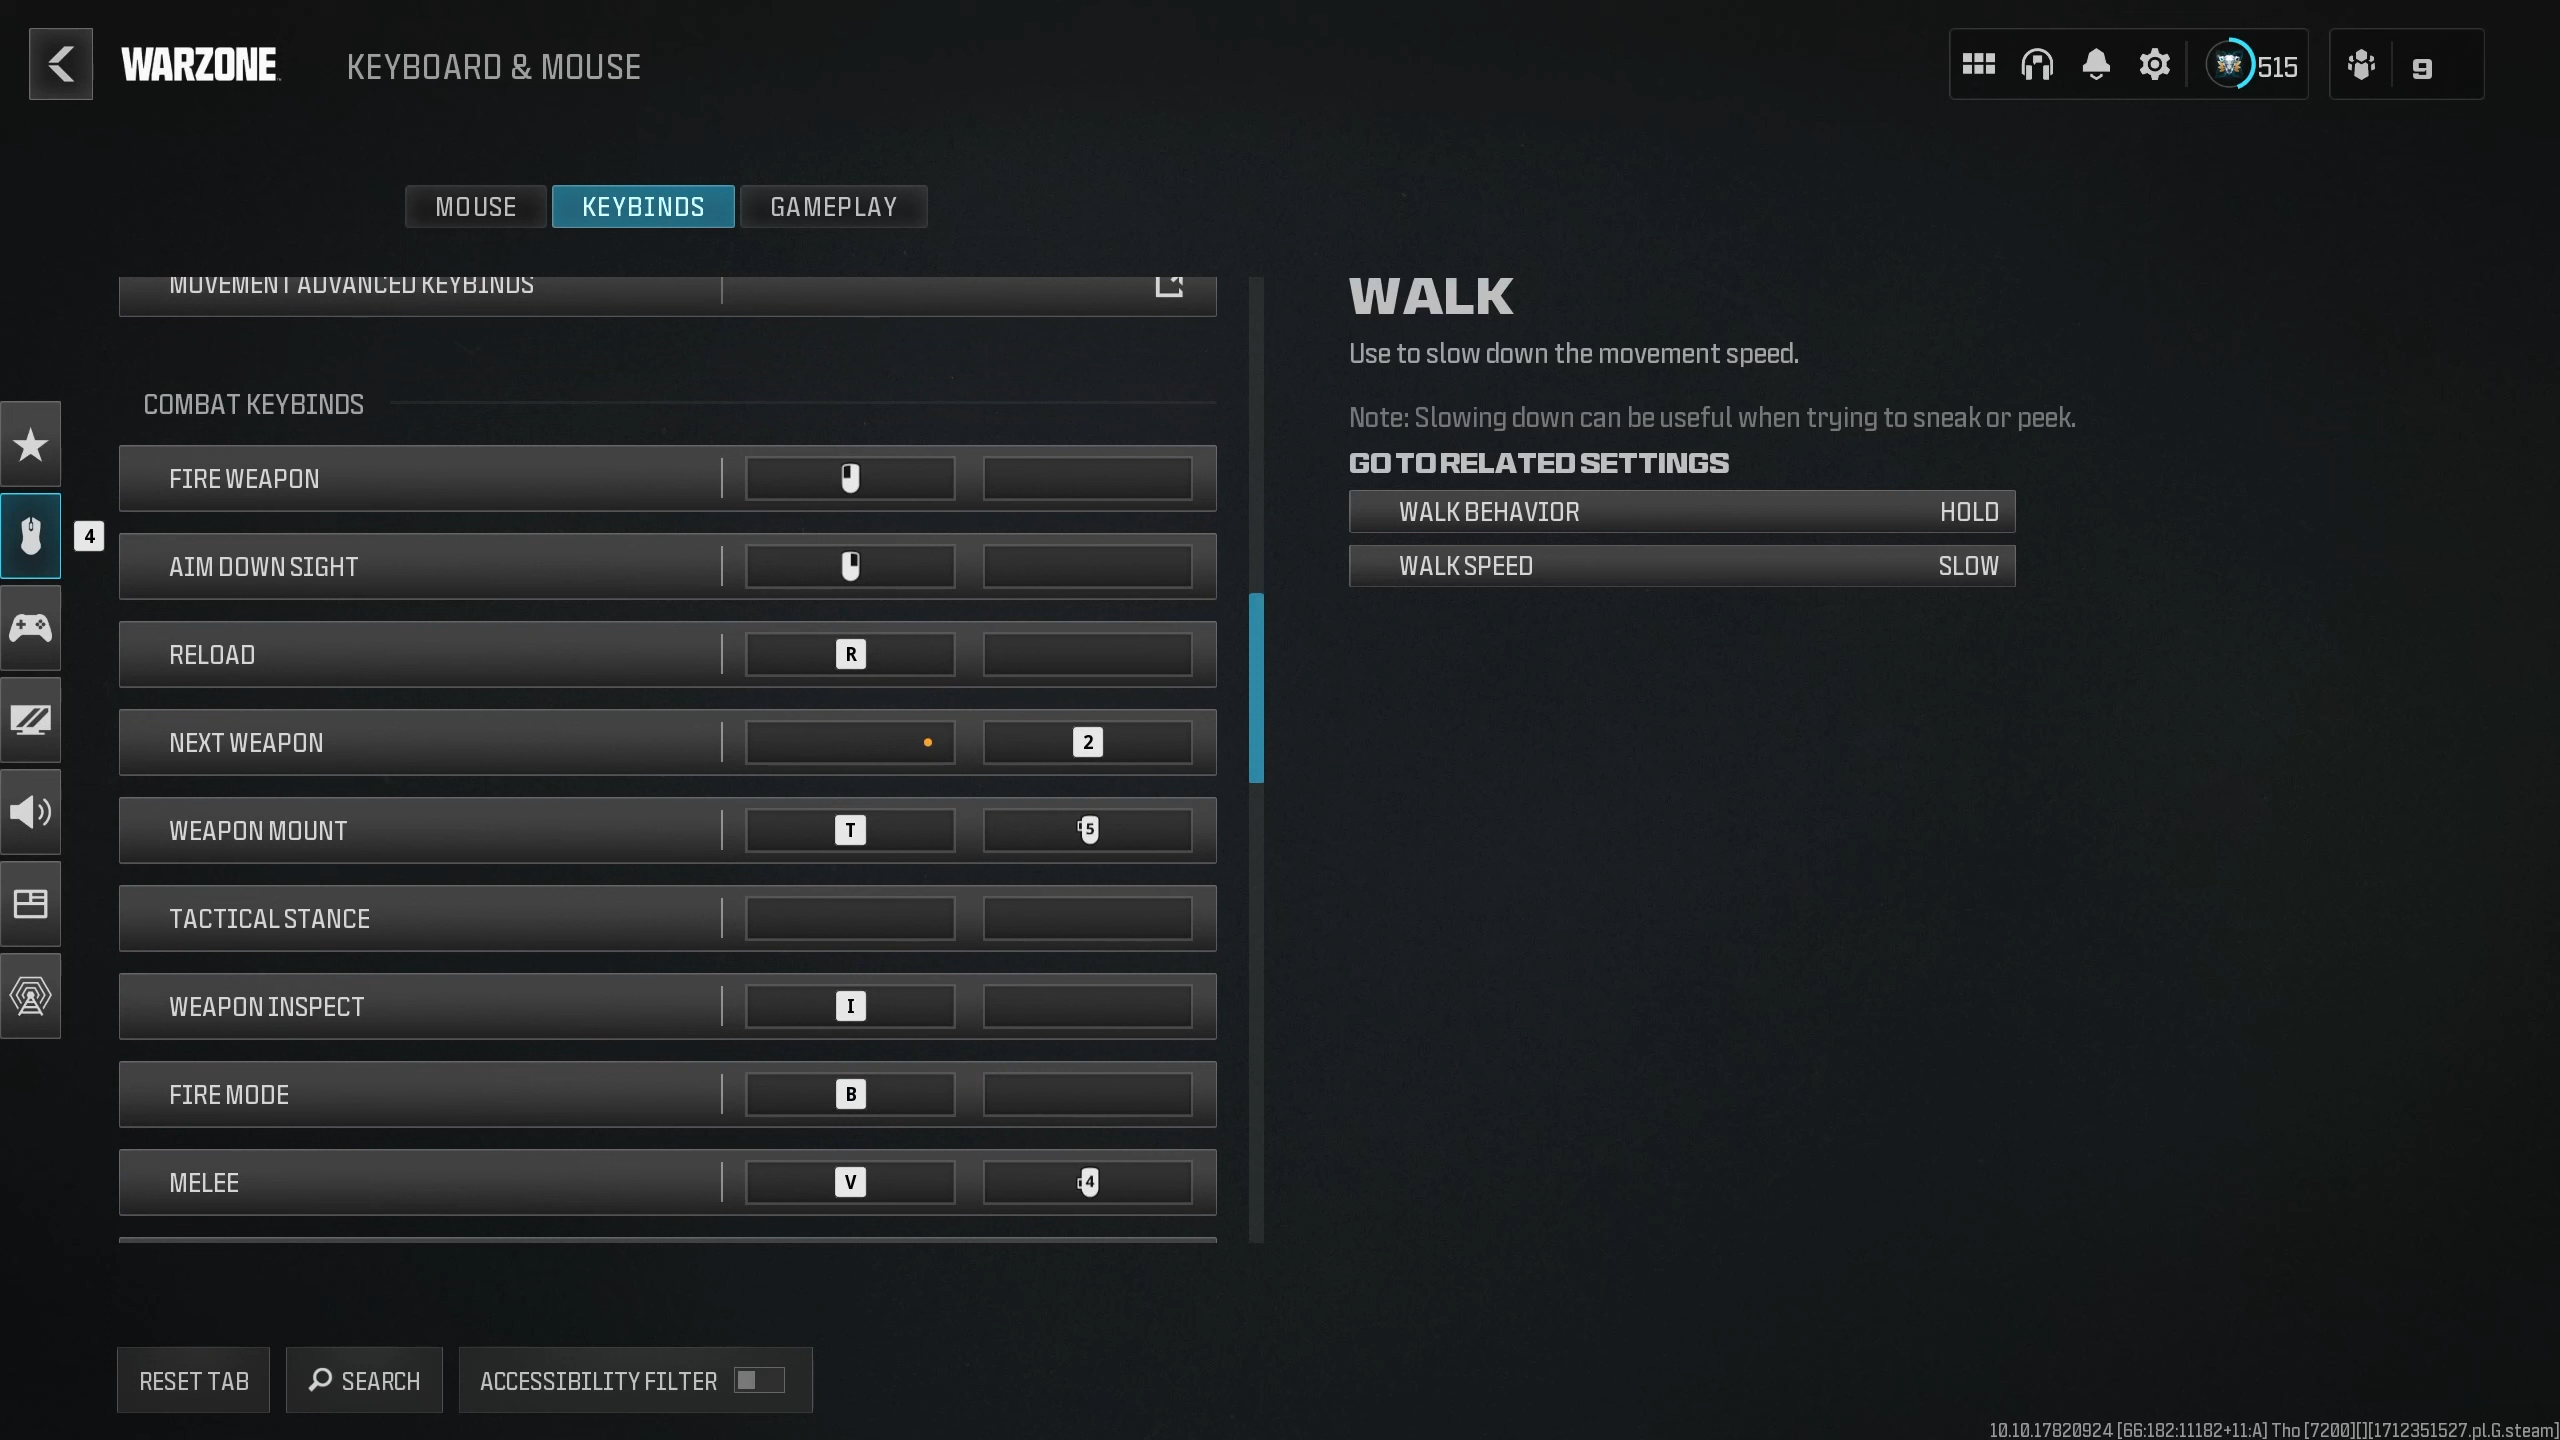 WARZONE
KEYBOARD & MOUSE
515
9
MOUSE
KEYBINDS
GAMEPLAY
MOVEMENT ADVANCED KEYBINDS
COMBAT KEYBINDS
FIRE WEAPON
AIM DOWN SIGHT
4
RELOAD R
NEXT WEAPON 2
WEAPON MOUNT T 5
TACTICAL STANCE
WEAPON INSPECT I
FIRE MODE B
MELEE V 4
WALK
Use to slow down the movement speed.
Note: Slowing down can be useful when trying to sneak or peek.
GO TO RELATED SETTINGS
WALK BEHAVIOR HOLD
WALK SPEED SLOW
RESET TAB
SEARCH
ACCESSIBILITY FILTER
10.10.17820924 [66:182:11182+11:A] Tho [7200][][1712351527.pl.G.steam]